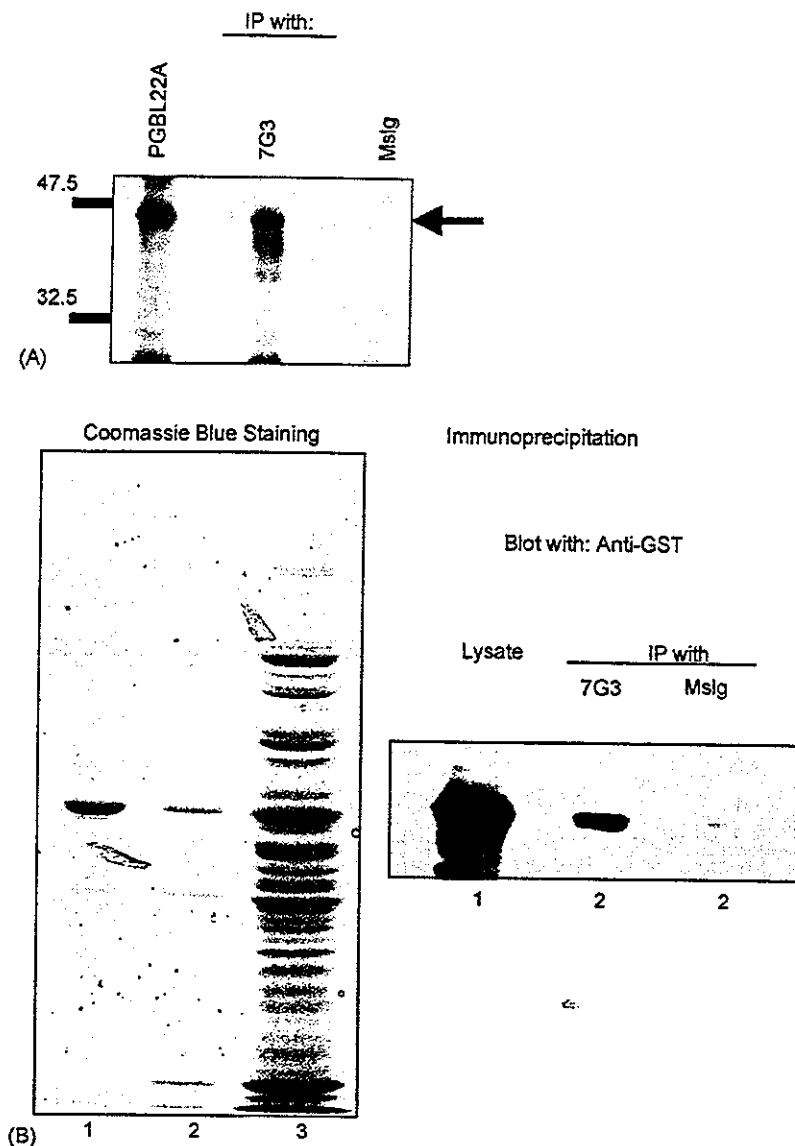 IP with:
PGBL22A
7G3
MsIg
47.5
32.5
(A)
Coomassie Blue Staining
Immunoprecipitation
Blot with: Anti-GST
Lysate
IP with
7G3
MsIg
1
2
2
1
2
3
(B)